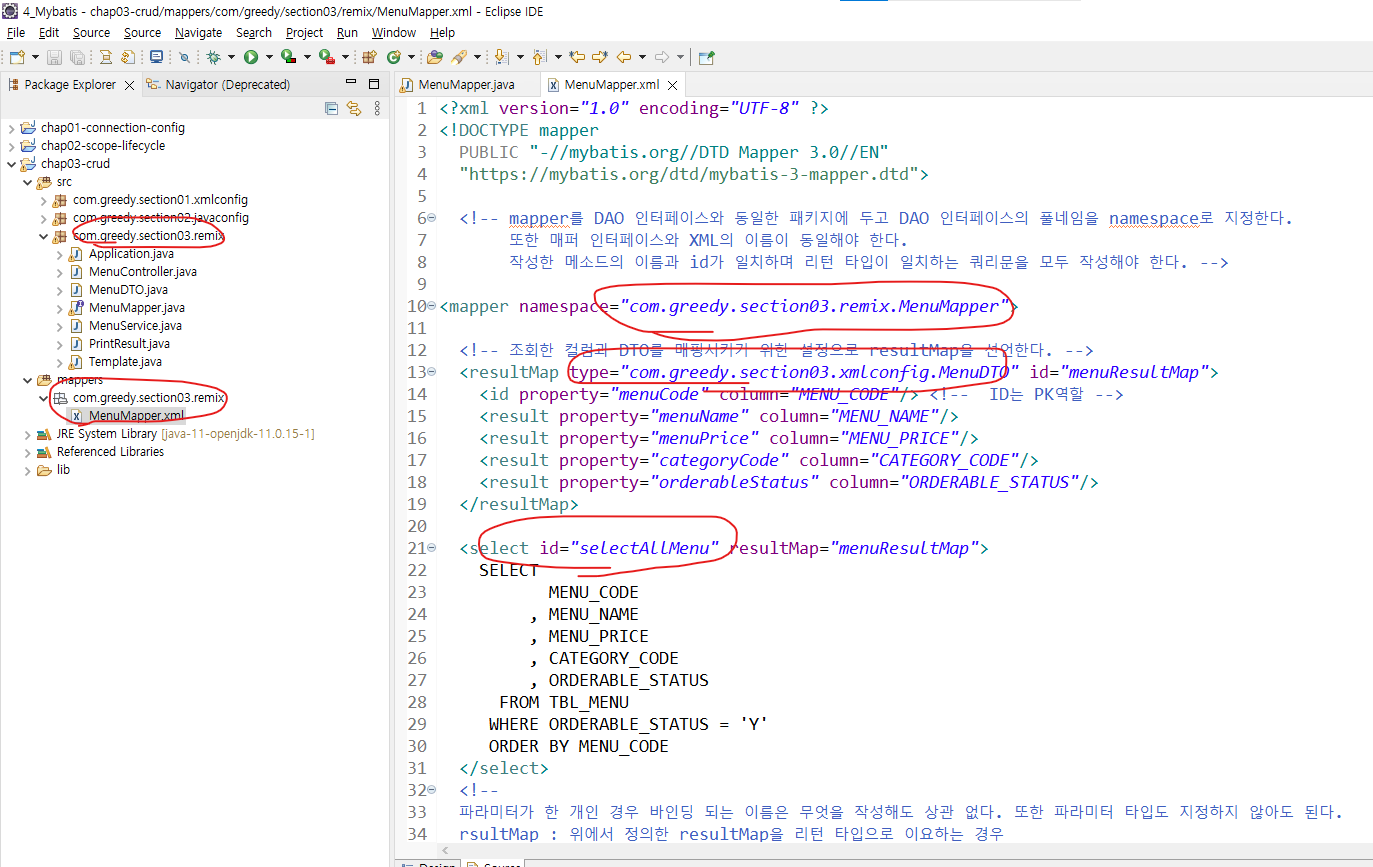 4_Mybatis - chap03-crud/mappers/com/greedy/section03/remix/MenuMapper.xml - Eclipse IDE
File Edit Source Source Navigate Search Project Run Window Help
Package Explorer
Navigator (Deprecated)
chap01-connection-config
chap02-scope-lifecycle
chap03-crud
src
com.greedy.section01.xmlconfig
com.greedy.section02.javaconfig
com.greedy.section03.remix
Application.java
MenuController.java
MenuDTO.java
MenuMapper.java
MenuService.java
PrintResult.java
Template.java
mappers
com.greedy.section03.remix
MenuMapper.xml
JRE System Library [java-11-openjdk-11.0.15-1]
Referenced Libraries
lib
MenuMapper.java
MenuMapper.xml
1 <?xml version="1.0" encoding="UTF-8" ?>
2 <!DOCTYPE mapper
3 PUBLIC "-//mybatis.org//DTD Mapper 3.0//EN"
4 "https://mybatis.org/dtd/mybatis-3-mapper.dtd">
5
6 <!-- mapper를 DAO 인터페이스와 동일한 패키지에 두고 DAO 인터페이스의 풀네임을 namespace로 지정한다.
7 또한 매퍼 인터페이스와 XML의 이름이 동일해야 한다.
8 작성한 메소드의 이름과 id가 일치하며 리턴 타입이 일치하는 쿼리문을 모두 작성해야 한다. -->
9
10 <mapper namespace="com.greedy.section03.remix.MenuMapper">
11
12 <!-- 조회한 컬럼과 DTO를 매핑시키기 위한 설정으로 resultMap을 선언한다. -->
13 <resultMap type="com.greedy.section03.xmlconfig.MenuDTO" id="menuResultMap">
14 <id property="menuCode" column="MENU_CODE"/> <!-- ID는 PK역할 -->
15 <result property="menuName" column="MENU_NAME"/>
16 <result property="menuPrice" column="MENU_PRICE"/>
17 <result property="categoryCode" column="CATEGORY_CODE"/>
18 <result property="orderableStatus" column="ORDERABLE_STATUS"/>
19 </resultMap>
20
21 <select id="selectAllMenu" resultMap="menuResultMap">
22 SELECT
23 MENU_CODE
24 , MENU_NAME
25 , MENU_PRICE
26 , CATEGORY_CODE
27 , ORDERABLE_STATUS
28 FROM TBL_MENU
29 WHERE ORDERABLE_STATUS = 'Y'
30 ORDER BY MENU_CODE
31 </select>
32 <!--
33 파라미터가 한 개인 경우 바인딩 되는 이름은 무엇을 작성해도 상관 없다. 또한 파라미터 타입도 지정하지 않아도 된다.
34 rsultMap : 위에서 정의한 resultMap을 리턴 타입으로 이요하는 경우
Design Source